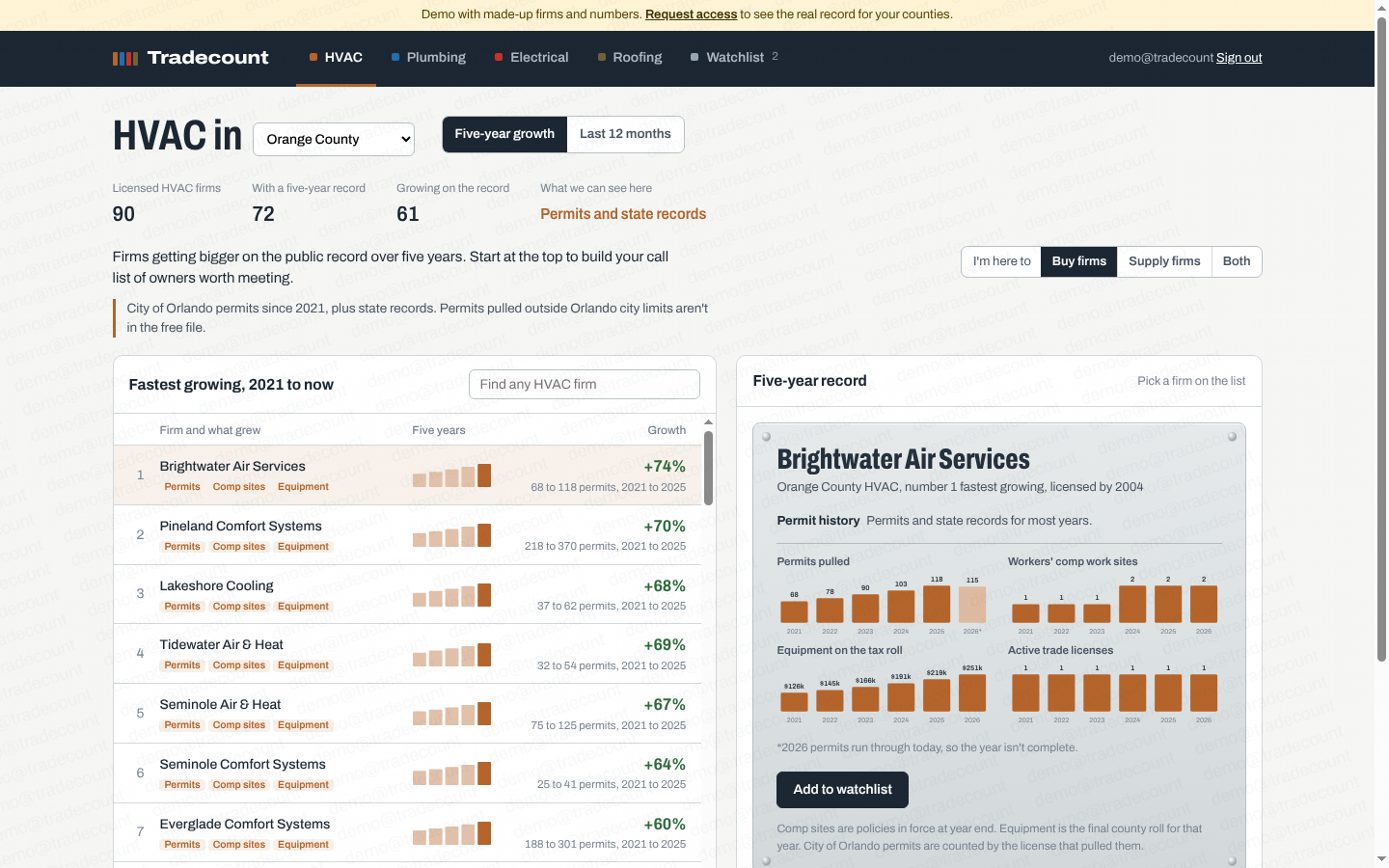 Demo with made-up firms and numbers. Request access to see the real record for your counties.
Tradecount HVAC Plumbing Electrical Roofing Watchlist 2 demo@tradecount Sign out
HVAC in Orange County Five-year growth Last 12 months
Licensed HVAC firms With a five-year record Growing on the record What we can see here
90 72 61 Permits and state records
Firms getting bigger on the public record over five years. Start at the top to build your call
list of owners worth meeting.
I'm here to Buy firms Supply firms Both
City of Orlando permits since 2021, plus state records. Permits pulled outside Orlando city limits aren't
in the free file.
Fastest growing, 2021 to now Find any HVAC firm
Firm and what grew Five years Growth
1 Brightwater Air Services +74%
Permits Comp sites Equipment 68 to 118 permits, 2021 to 2025
2 Pineland Comfort Systems +70%
Permits Comp sites Equipment 218 to 370 permits, 2021 to 2025
3 Lakeshore Cooling +68%
Permits Comp sites Equipment 37 to 62 permits, 2021 to 2025
4 Tidewater Air & Heat +69%
Permits Comp sites Equipment 32 to 54 permits, 2021 to 2025
5 Seminole Air & Heat +67%
Permits Comp sites Equipment 75 to 125 permits, 2021 to 2025
6 Seminole Comfort Systems +64%
Permits Comp sites Equipment 25 to 41 permits, 2021 to 2025
7 Everglade Comfort Systems +60%
Permits Comp sites Equipment 188 to 301 permits, 2021 to 2025
Five-year record Pick a firm on the list
Brightwater Air Services
Orange County HVAC, number 1 fastest growing, licensed by 2004
Permit history Permits and state records for most years.
Permits pulled
68 78 90 103 118 115
2021 2022 2023 2024 2025 2026*
Workers' comp work sites
1 1 1 2 2 2
2021 2022 2023 2024 2025 2026
Equipment on the tax roll
$126k $145k $166k $191k $219k $251k
2021 2022 2023 2024 2025 2026
Active trade licenses
1 1 1 1 1 1
2021 2022 2023 2024 2025 2026
*2026 permits run through today, so the year isn't complete.
Add to watchlist
Comp sites are policies in force at year end. Equipment is the final county roll for that
year. City of Orlando permits are counted by the license that pulled them.